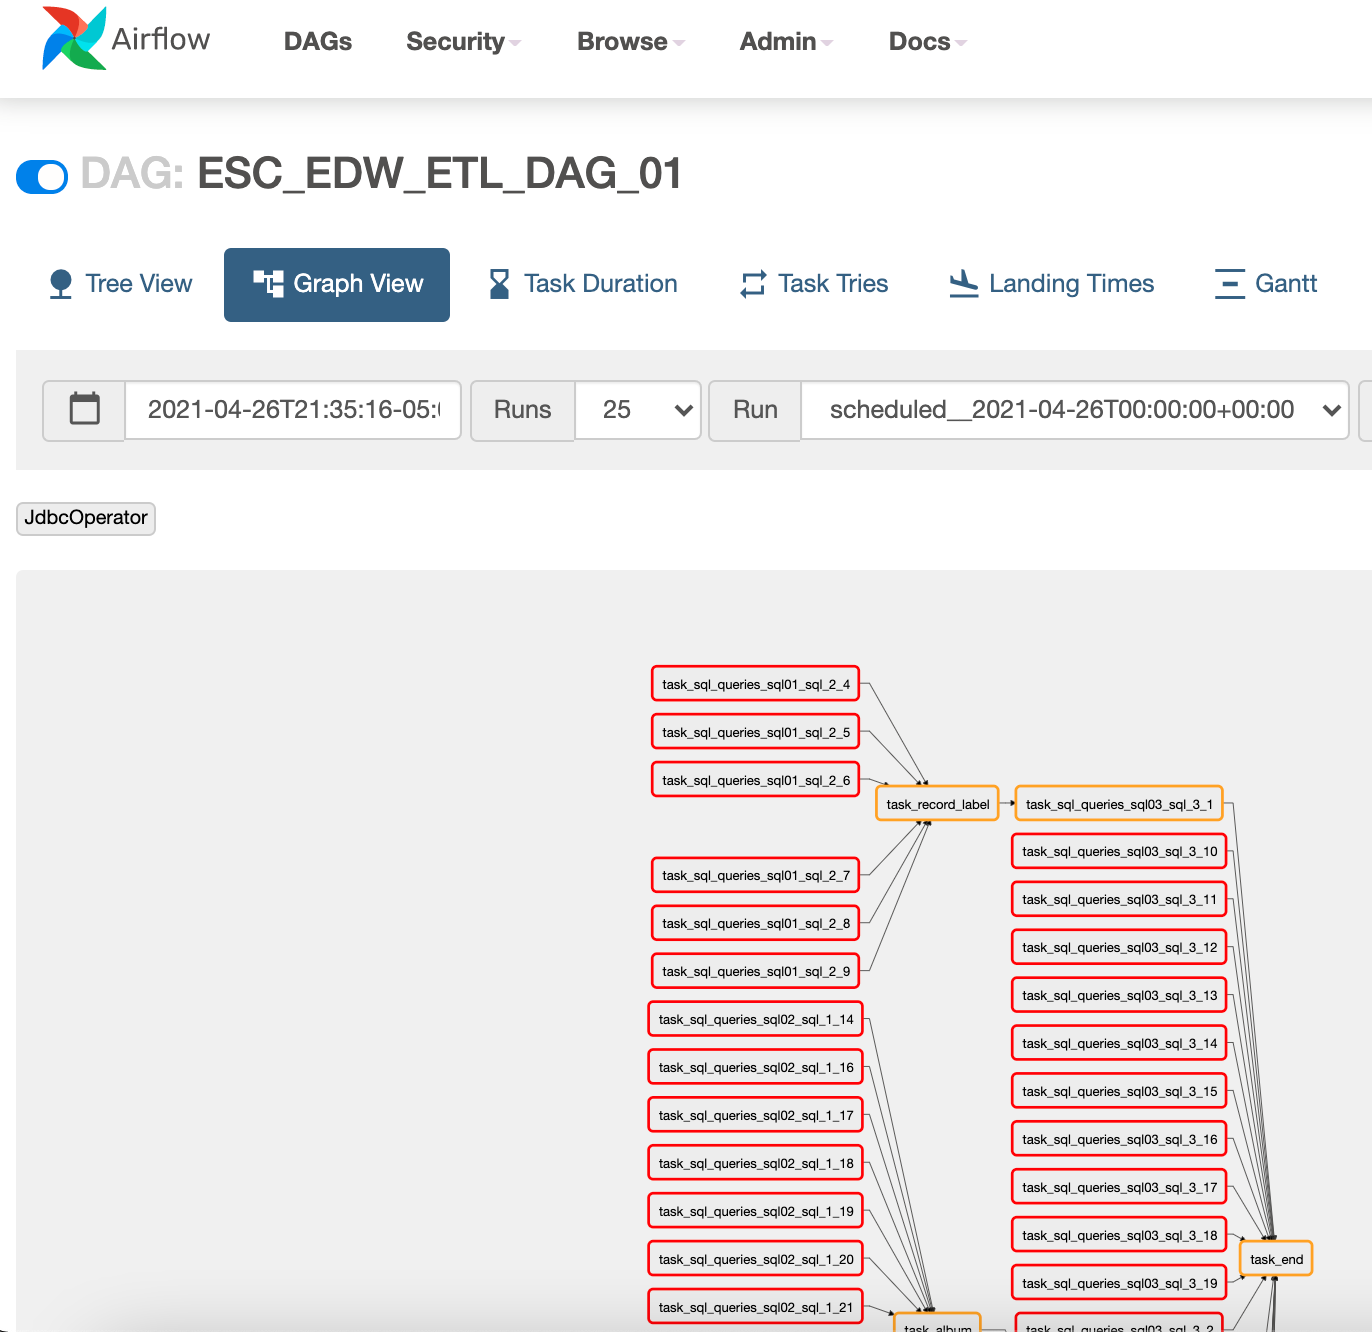 Airflow
DAGs
Security
Browse
Admin
Docs
DAG: ESC_EDW_ETL_DAG_01
Tree View
Graph View
Task Duration
Task Tries
Landing Times
Gantt
2021-04-26T21:35:16-05:
Runs
25
Run
scheduled__2021-04-26T00:00:00+00:00
JdbcOperator
task_sql_queries_sql01_sql_2_4
task_sql_queries_sql01_sql_2_5
task_sql_queries_sql01_sql_2_6
task_record_label
task_sql_queries_sql03_sql_3_1
task_sql_queries_sql03_sql_3_10
task_sql_queries_sql01_sql_2_7
task_sql_queries_sql03_sql_3_11
task_sql_queries_sql01_sql_2_8
task_sql_queries_sql03_sql_3_12
task_sql_queries_sql01_sql_2_9
task_sql_queries_sql03_sql_3_13
task_sql_queries_sql02_sql_1_14
task_sql_queries_sql03_sql_3_14
task_sql_queries_sql02_sql_1_16
task_sql_queries_sql03_sql_3_15
task_sql_queries_sql02_sql_1_17
task_sql_queries_sql03_sql_3_16
task_sql_queries_sql02_sql_1_18
task_sql_queries_sql03_sql_3_17
task_sql_queries_sql02_sql_1_19
task_sql_queries_sql03_sql_3_18
task_sql_queries_sql02_sql_1_20
task_end
task_sql_queries_sql03_sql_3_19
task_sql_queries_sql02_sql_1_21
task_album
task_sql_queries_sql03_sql_3_2